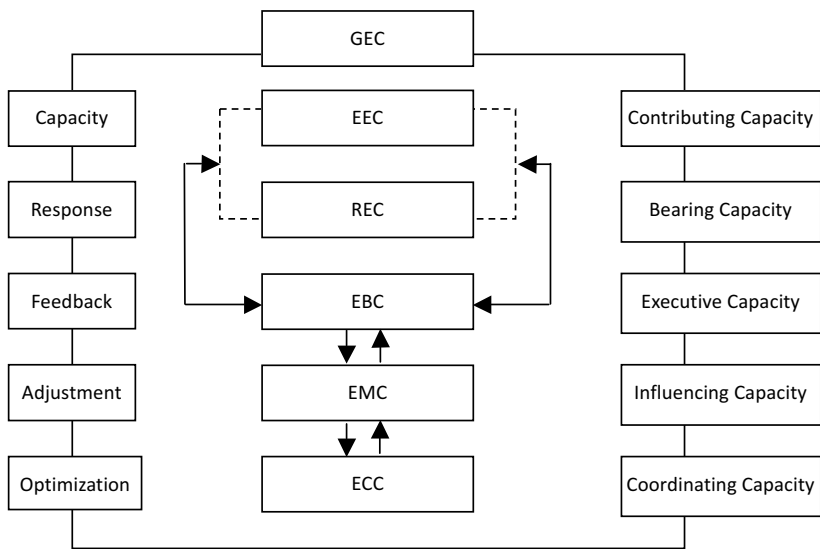 GEC
Capacity
EEC
Contributing Capacity
Response
REC
Bearing Capacity
Feedback
EBC
Executive Capacity
Adjustment
EMC
Influencing Capacity
Optimization
ECC
Coordinating Capacity